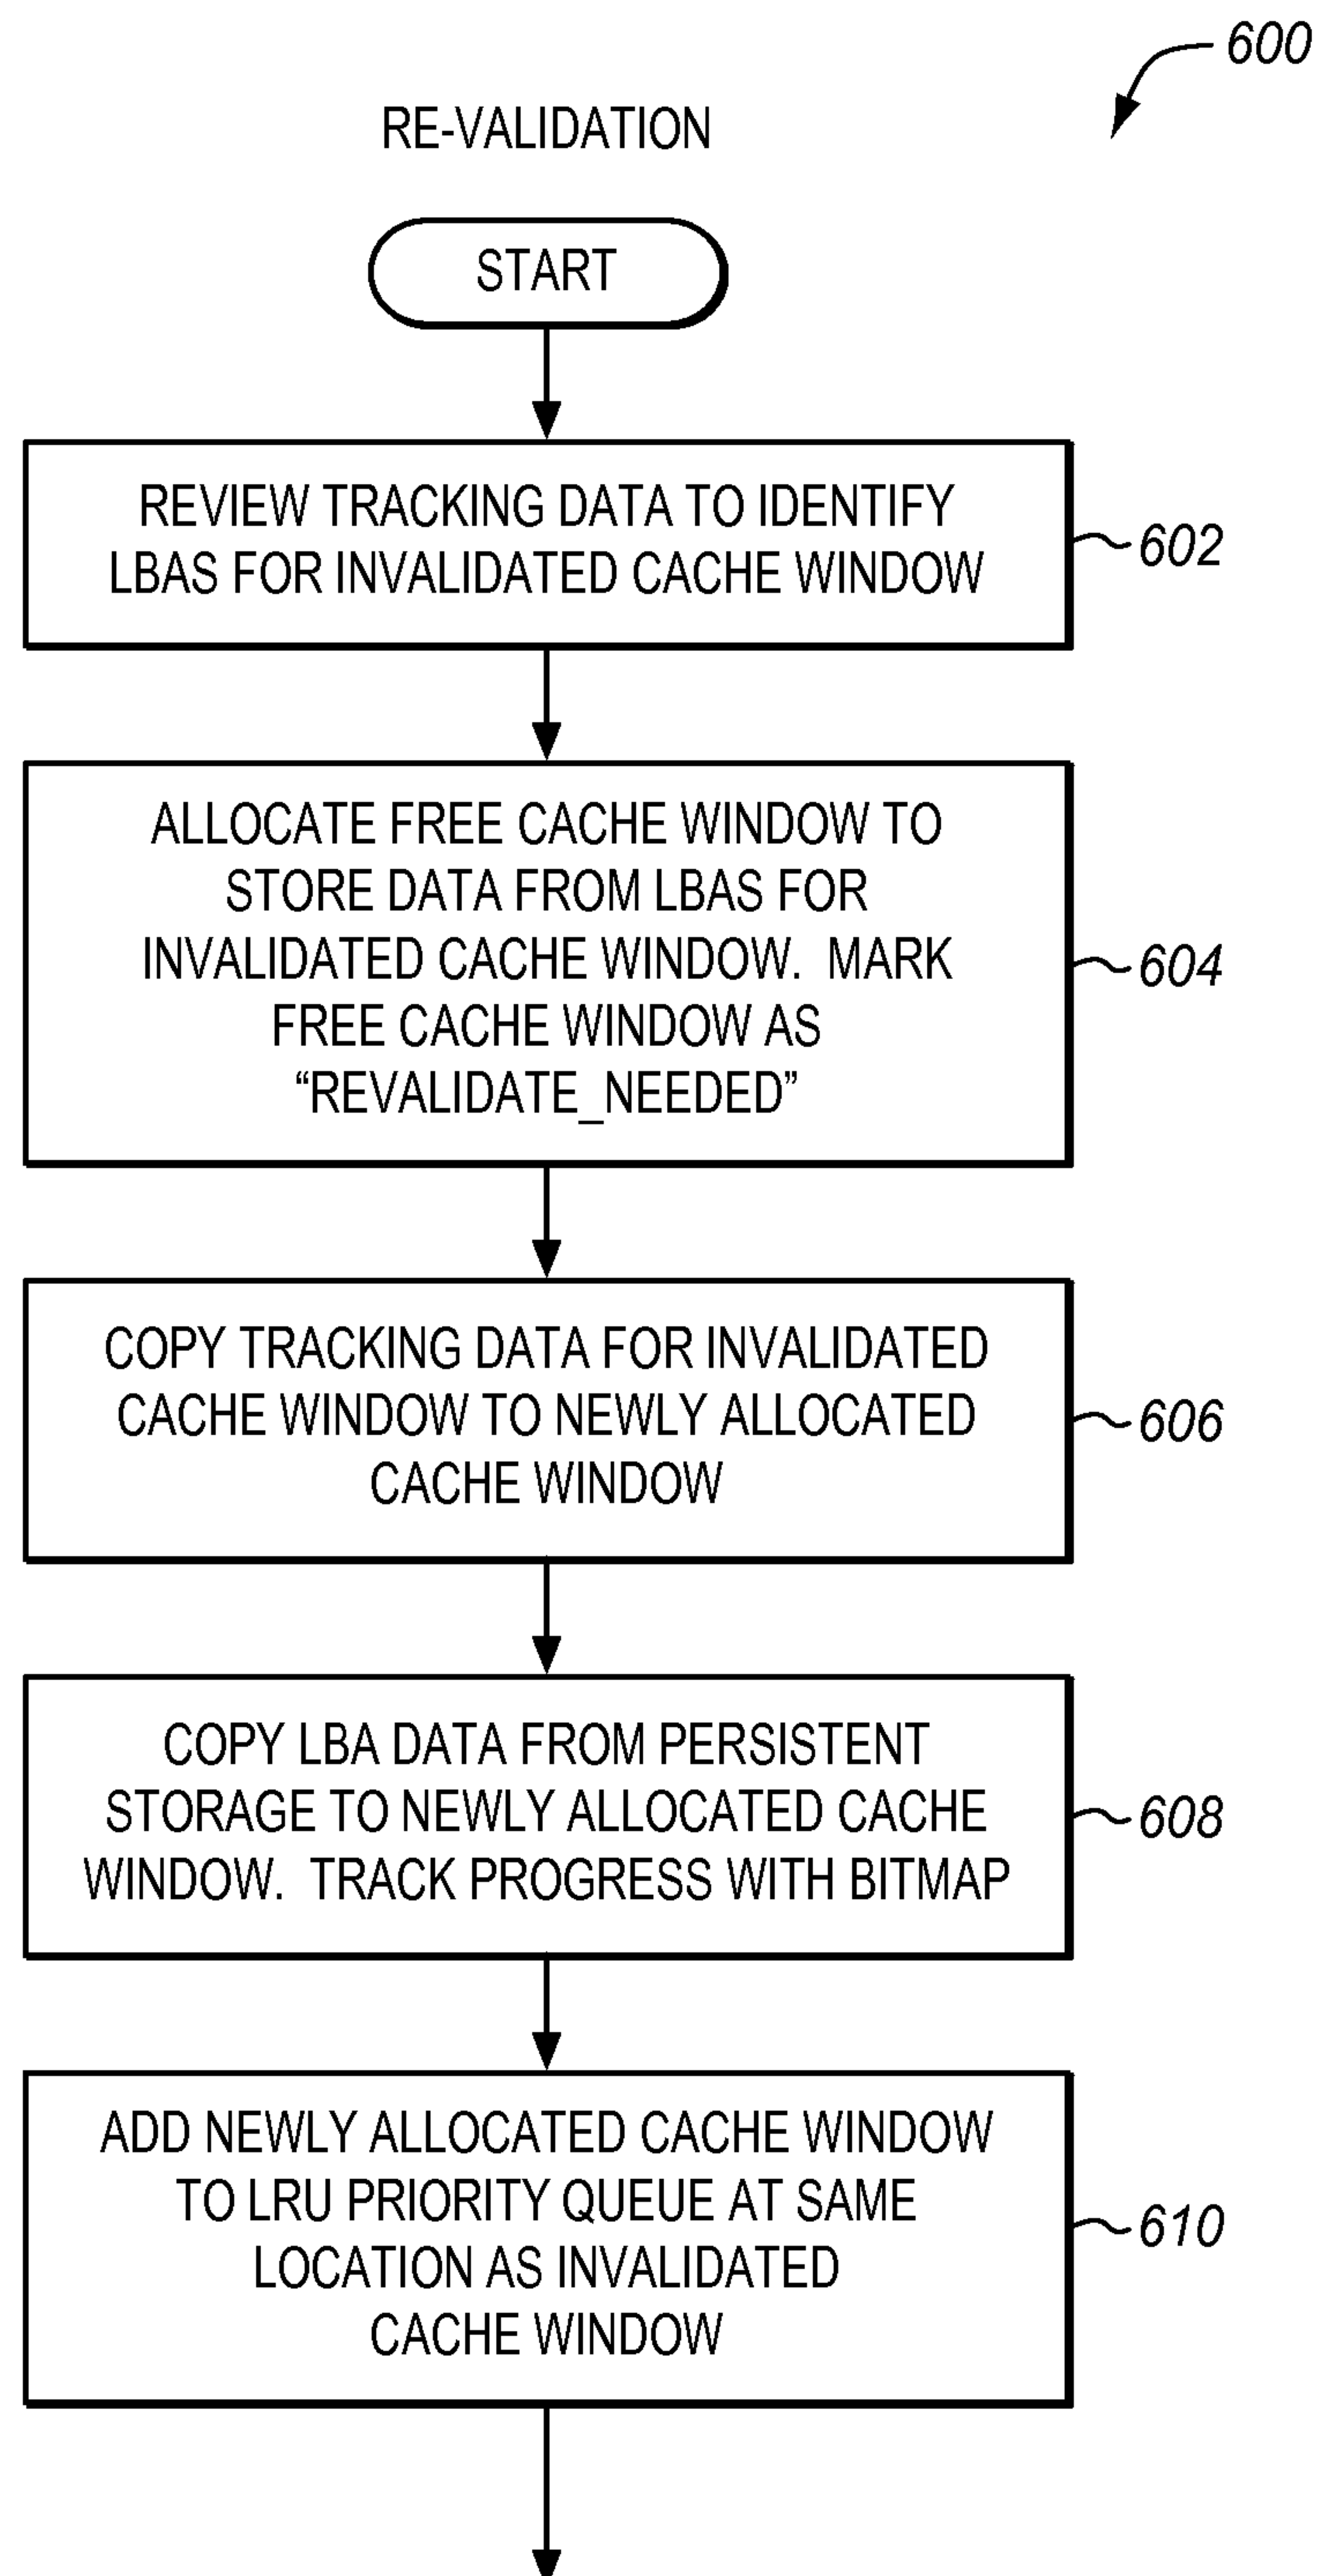 600
RE-VALIDATION
START
REVIEW TRACKING DATA TO IDENTIFY
LBAS FOR INVALIDATED CACHE WINDOW
602
ALLOCATE FREE CACHE WINDOW TO
STORE DATA FROM LBAS FOR
INVALIDATED CACHE WINDOW. MARK
FREE CACHE WINDOW AS
“REVALIDATE_NEEDED”
604
COPY TRACKING DATA FOR INVALIDATED
CACHE WINDOW TO NEWLY ALLOCATED
CACHE WINDOW
606
COPY LBA DATA FROM PERSISTENT
STORAGE TO NEWLY ALLOCATED CACHE
WINDOW. TRACK PROGRESS WITH BITMAP
608
ADD NEWLY ALLOCATED CACHE WINDOW
TO LRU PRIORITY QUEUE AT SAME
LOCATION AS INVALIDATED
CACHE WINDOW
610